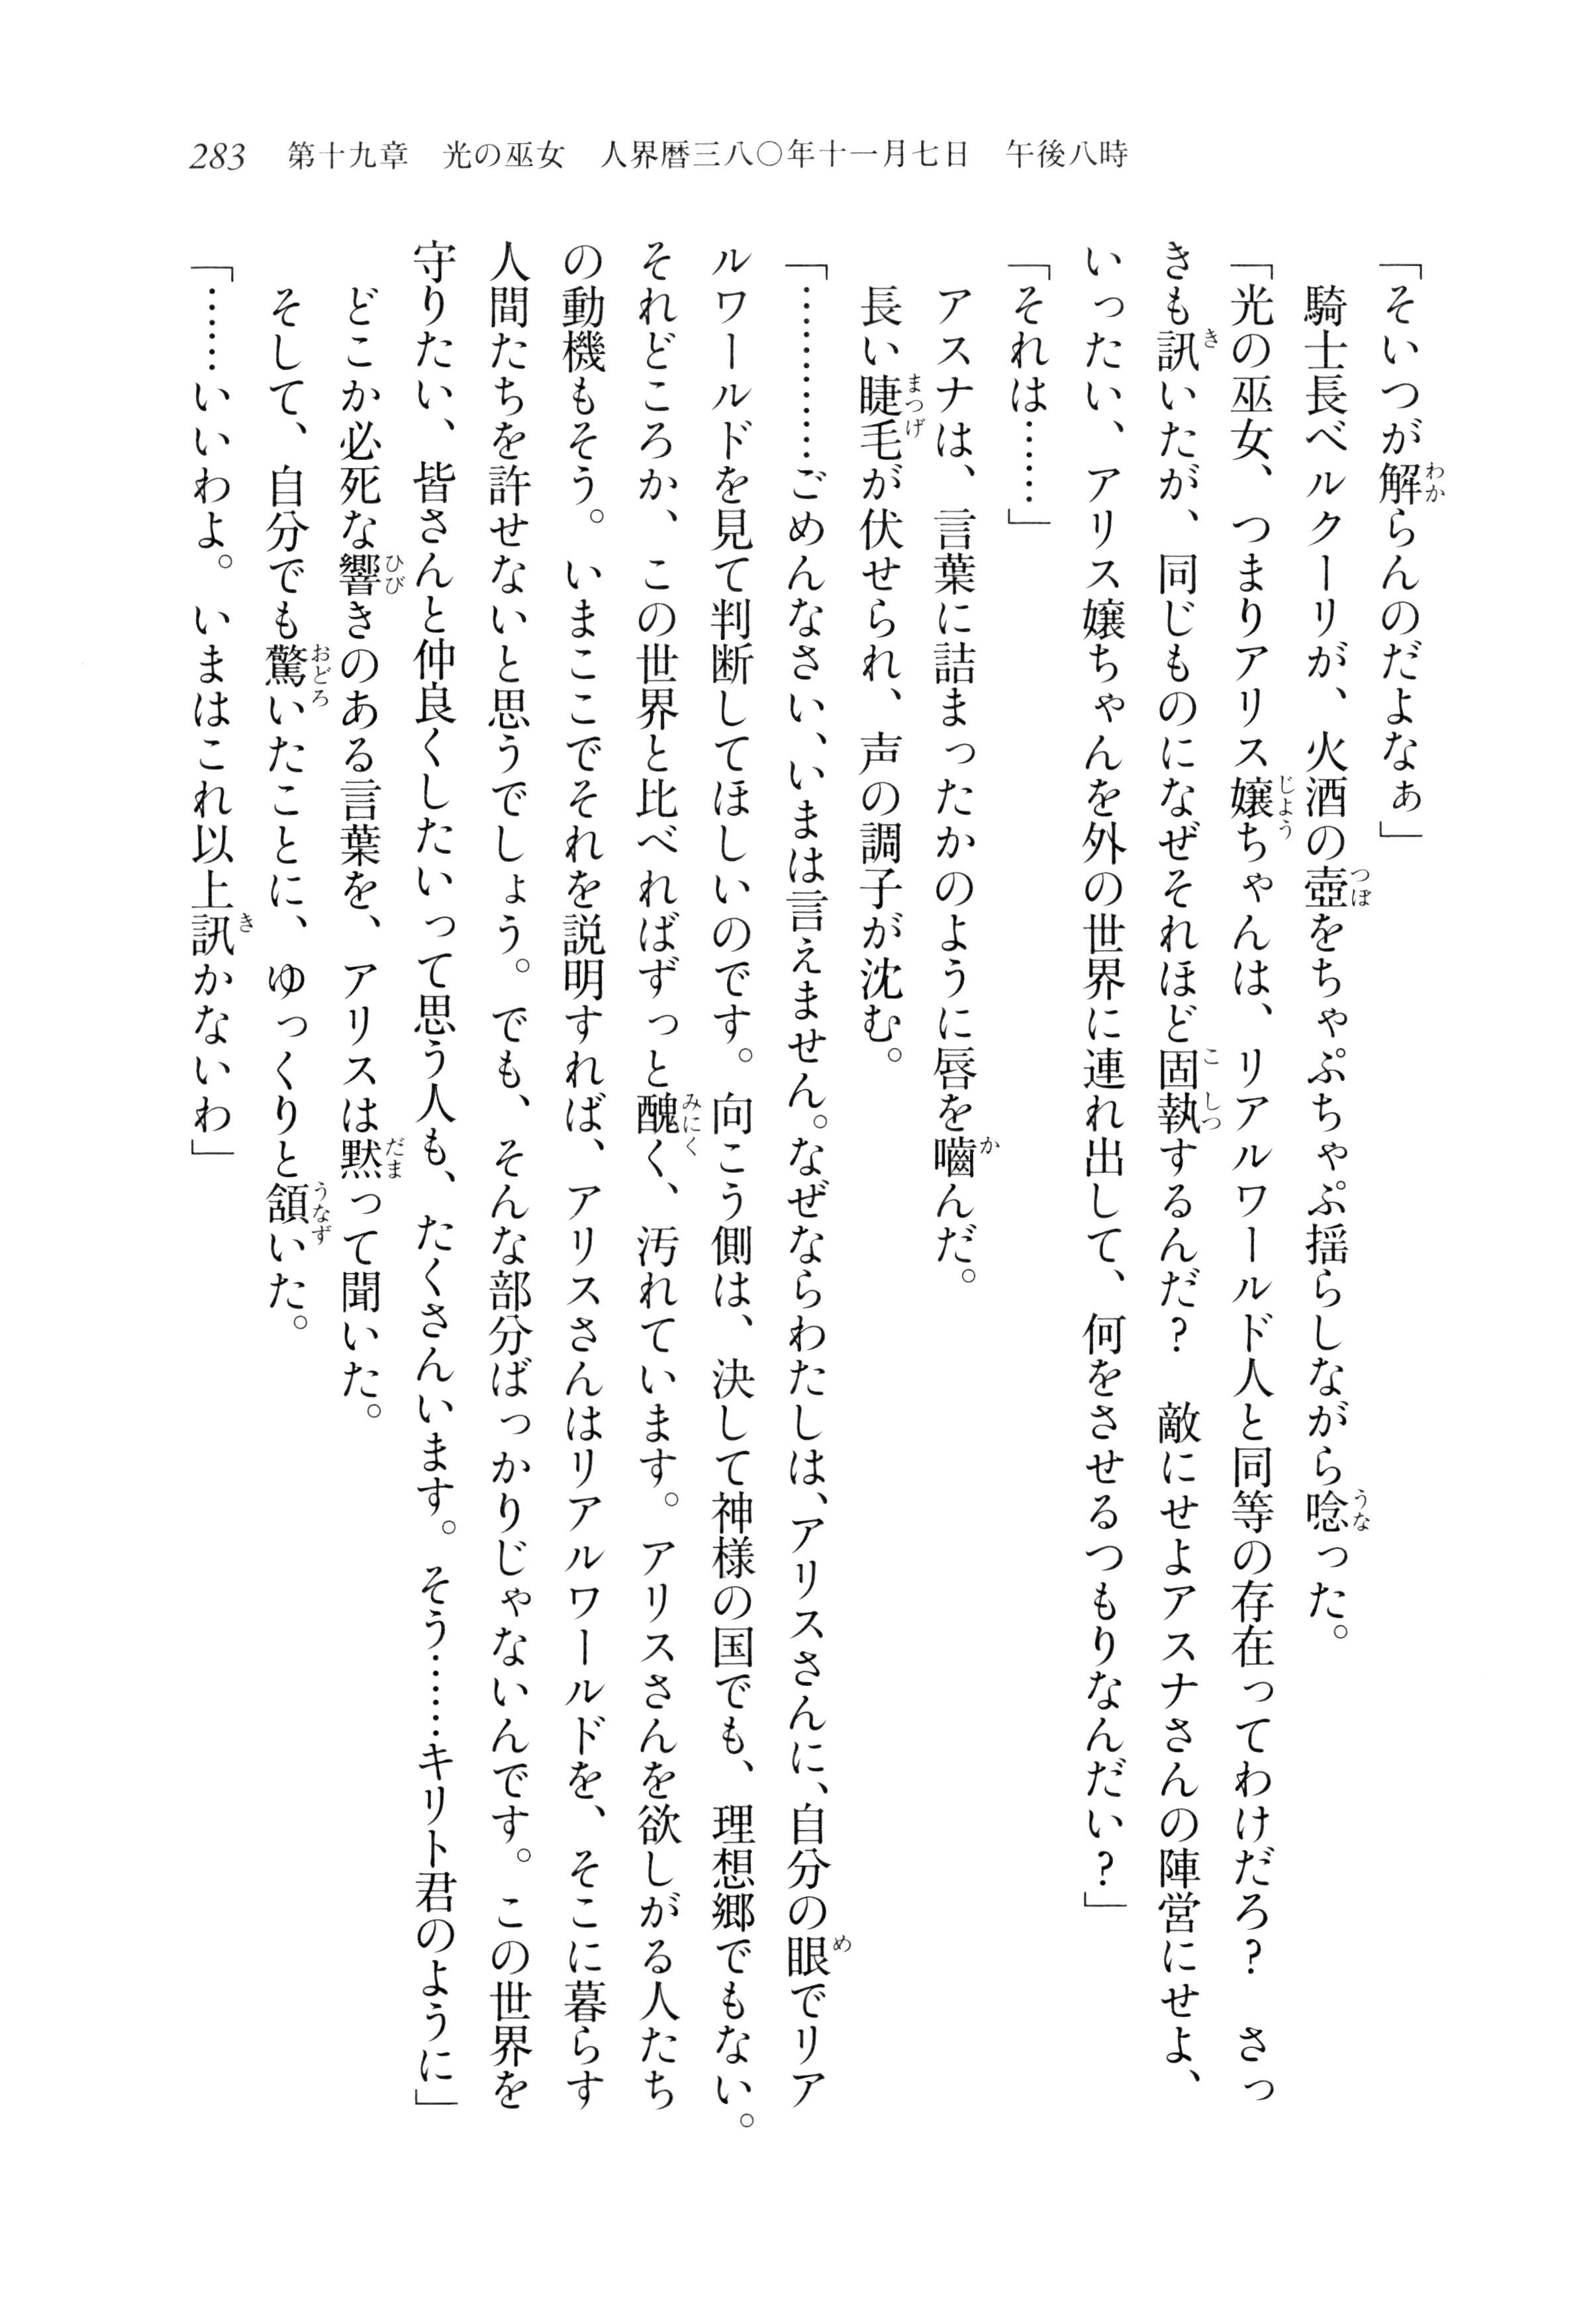 283　第十九章　光の巫女　人界暦三八〇年十一月七日　午後八時
「そいつが解らんのだよなぁ」
　騎士長ベルクーリが、火酒の壺をちゃぷちゃぷ揺らしながら唸った。
「光の巫女、つまりアリス嬢ちゃんは、リアルワールド人と同等の存在ってわけだろ？　さっ
きも訊いたが、同じものになぜそれほど固執するんだ？　敵にせよアスナさんの陣営にせよ、
いったい、アリス嬢ちゃんを外の世界に連れ出して、何をさせるつもりなんだい？」
「それは……」
　アスナは、言葉に詰まったかのように唇を嚙んだ。
　長い睫毛が伏せられ、声の調子が沈む。
「…………ごめんなさい、いまは言えません。なぜならわたしは、アリスさんに、自分の眼でリア
ルワールドを見て判断してほしいのです。向こう側は、決して神様の国でも、理想郷でもない。
それどころか、この世界と比べればずっと醜く、汚れています。アリスさんを欲しがる人たち
の動機もそう。いまここでそれを説明すれば、アリスさんはリアルワールドを、そこに暮らす
人間たちを許せないと思うでしょう。でも、そんな部分ばっかりじゃないんです。この世界を
守りたい、皆さんと仲良くしたいって思う人も、たくさんいます。そう……キリト君のように」
　どこか必死な響きのある言葉を、アリスは黙って聞いた。
　そして、自分でも驚いたことに、ゆっくりと頷いた。
「……いいわよ。いまはこれ以上訊かないわ」